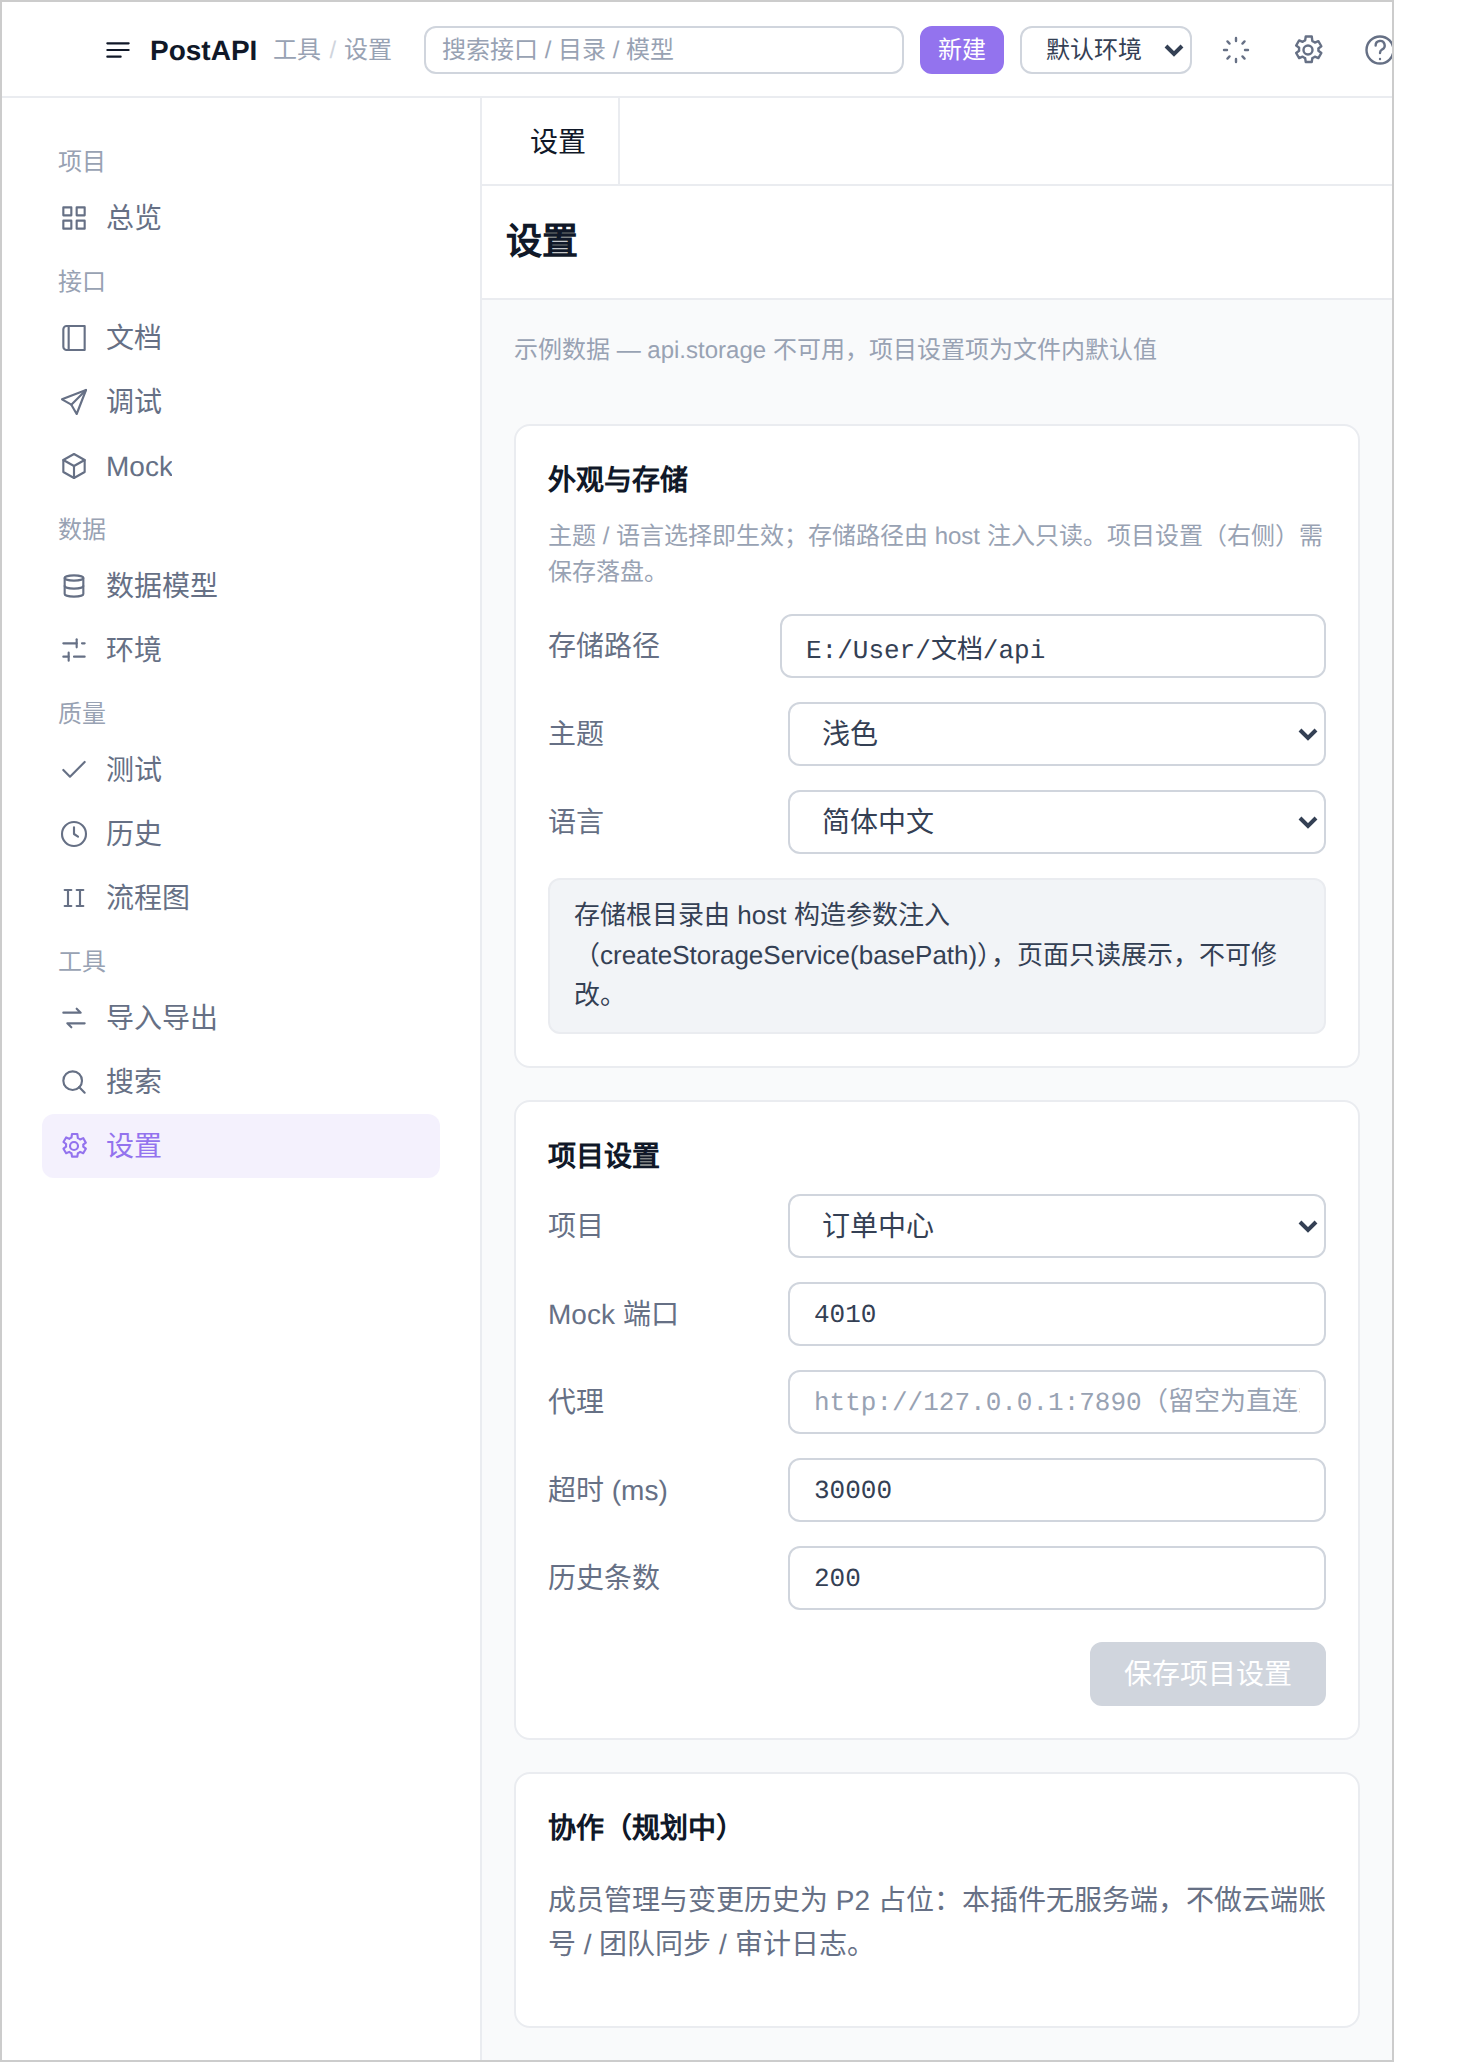 PostAPI 工具 / 设置 搜索接口 / 目录 / 模型 新建 默认环境
项目
总览
接口
文档
调试
Mock
数据
数据模型
环境
质量
测试
历史
流程图
工具
导入导出
搜索
设置
设置
设置
示例数据 — api.storage 不可用，项目设置项为文件内默认值
外观与存储
主题 / 语言选择即生效；存储路径由 host 注入只读。项目设置（右侧）需
保存落盘。
存储路径 E:/User/文档/api
主题 浅色
语言 简体中文
存储根目录由 host 构造参数注入
（createStorageService(basePath)），页面只读展示，不可修
改。
项目设置
项目 订单中心
Mock 端口 4010
代理 http://127.0.0.1:7890（留空为直连
超时 (ms) 30000
历史条数 200
保存项目设置
协作（规划中）
成员管理与变更历史为 P2 占位：本插件无服务端，不做云端账
号 / 团队同步 / 审计日志。